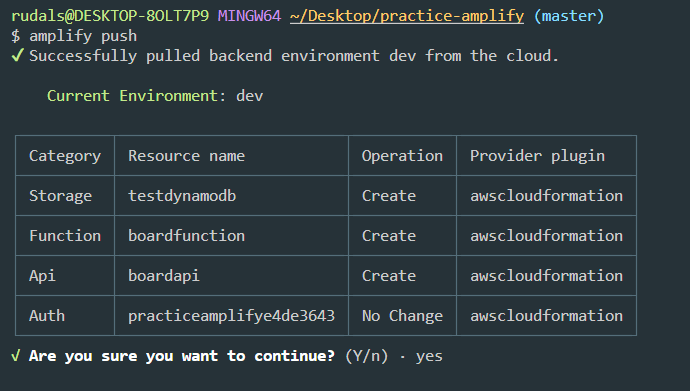 rudals@DESKTOP-8OLT7P9 MINGW64 ~/Desktop/practice-amplify (master)
$ amplify push
✔ Successfully pulled backend environment dev from the cloud.
Current Environment: dev
Category Resource name Operation Provider plugin
Storage testdynamodb Create awscloudformation
Function boardfunction Create awscloudformation
Api boardapi Create awscloudformation
Auth practiceamplifye4de3643 No Change awscloudformation
√ Are you sure you want to continue? (Y/n) · yes